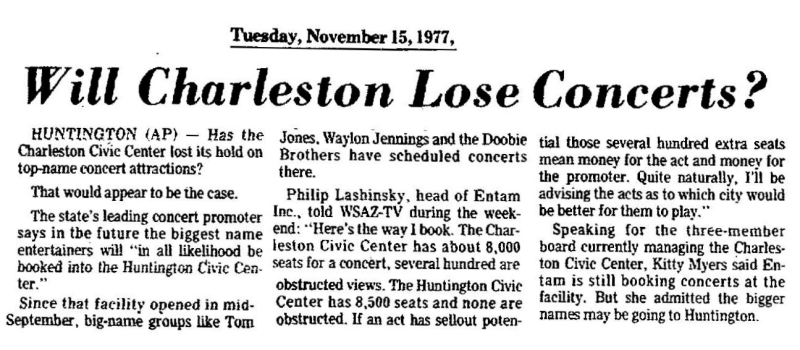 Tuesday, November 15, 1977,
Will Charleston Lose Concerts?
HUNTINGTON (AP) — Has the
Charleston Civic Center lost its hold on
top-name concert attractions?
That would appear to be the case.
The state's leading concert promoter
says in the future the biggest name
entertainers will "in all likelihood be
booked into the Huntington Civic Cen-
ter."
Since that facility opened in mid-
September, big-name groups like Tom
Jones, Waylon Jennings and the Doobie
Brothers have scheduled concerts
there.
Philip Lashinsky, head of Entam
Inc., told WSAZ-TV during the week-
end: "Here's the way I book. The Char-
leston Civic Center has about 8,000
seats for a concert, several hundred are
obstructed views. The Huntington Civic
Center has 8,500 seats and none are
obstructed. If an act has sellout poten-
tial those several hundred extra seats
mean money for the act and money for
the promoter. Quite naturally, I'll be
advising the acts as to which city would
be better for them to play."
Speaking for the three-member
board currently managing the Charles-
ton Civic Center, Kitty Myers said En-
tam is still booking concerts at the
facility. But she admitted the bigger
names may be going to Huntington.